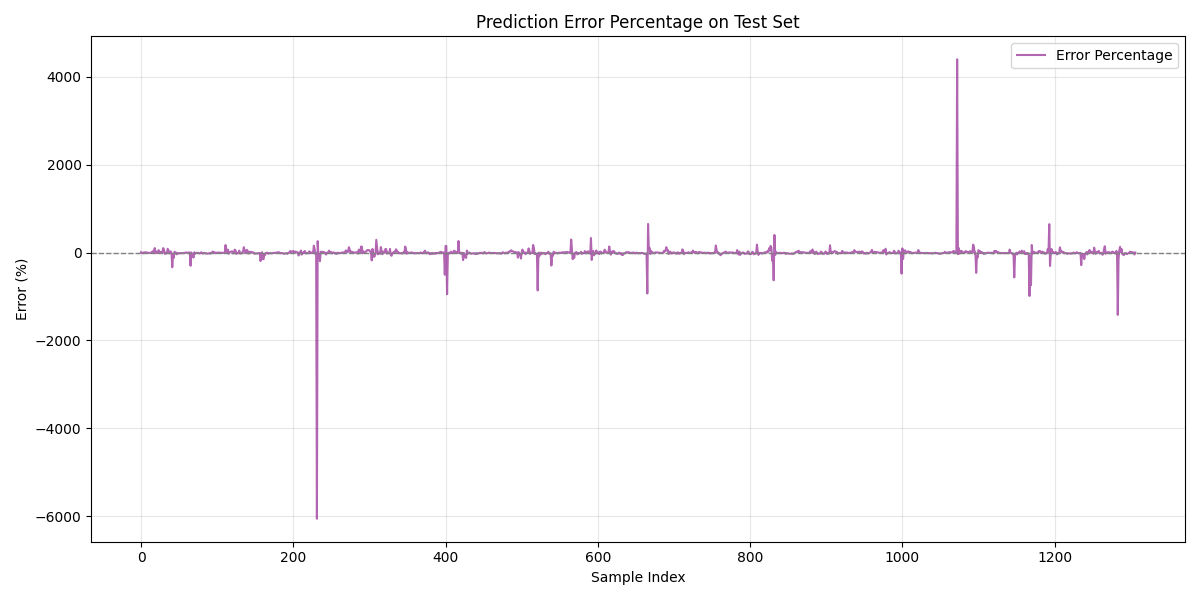 Prediction Error Percentage on Test Set
Error Percentage
Error (%)
4000
2000
0
−2000
−4000
−6000
0 200 400 600 800 1000 1200
Sample Index